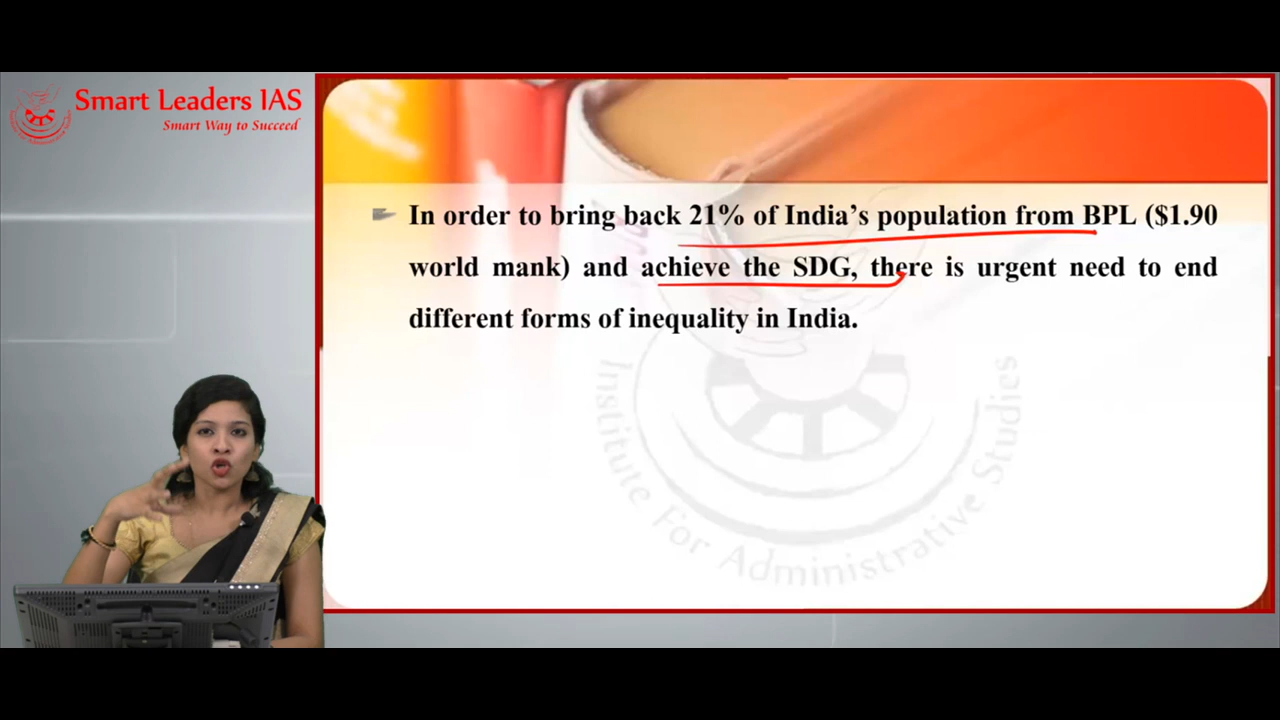 Smart Leaders IAS
Smart Way to Succeed
In order to bring back 21% of India's population from BPL ($1.90
world mank) and achieve the SDG, there is urgent need to end
different forms of inequality in India.
Institute For Administrative Studies